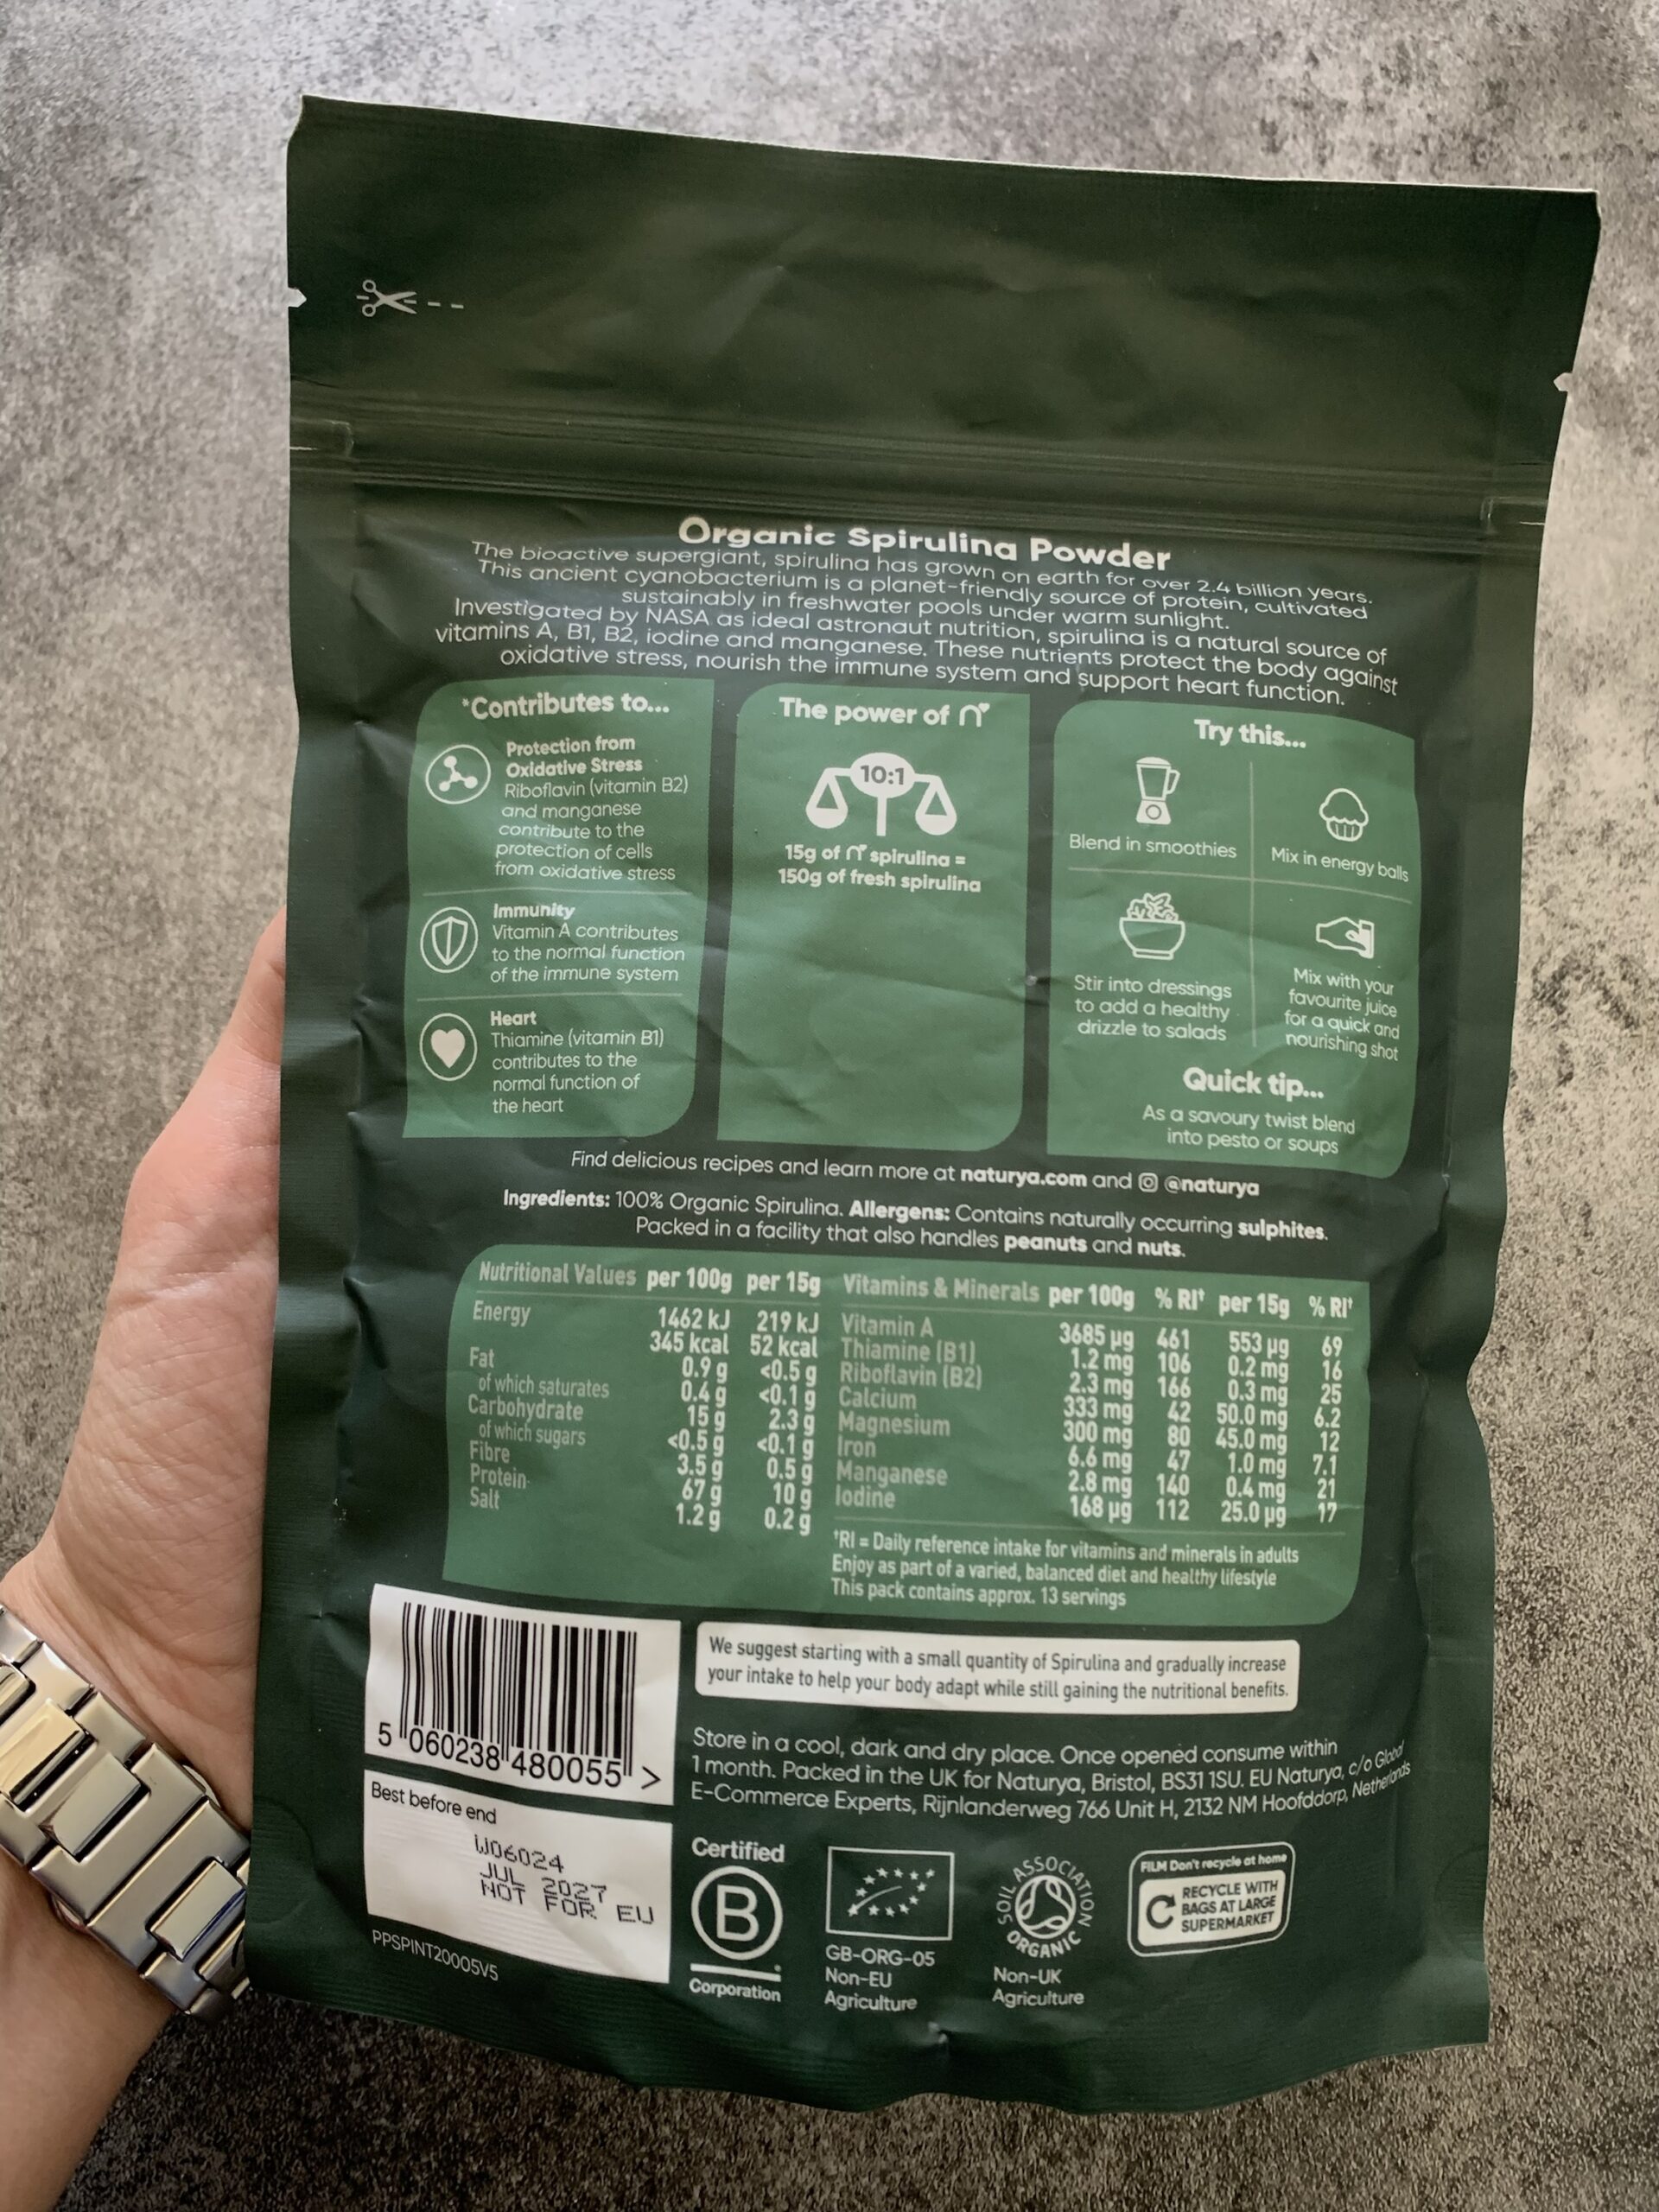 Organic Spirulina Powder
The bioactive supergiant, spirulina has grown on earth for over 2.4 billion years.
This ancient cyanobacterium is a planet-friendly source of protein, cultivated
sustainably in freshwater pools under warm sunlight.
Investigated by NASA as ideal astronaut nutrition, spirulina is a natural source of
vitamins A, B1, B2, iodine and manganese. These nutrients protect the body against
oxidative stress, nourish the immune system and support heart function.
*Contributes to...
Protection from
Oxidative Stress
Riboflavin (vitamin B2)
and manganese
contribute to the
protection of cells
from oxidative stress
Immunity
Vitamin A contributes
to the normal function
of the immune system
Heart
Thiamine (vitamin B1)
contributes to the
normal function of
the heart
The power of n
10:1
15g of n spirulina =
150g of fresh spirulina
Try this...
Blend in smoothies
Mix in energy balls
Stir into dressings
to add a healthy
drizzle to salads
Mix with your
favourite juice
for a quick and
nourishing shot
Quick tip...
As a savoury twist blend
into pesto or soups
Find delicious recipes and learn more at naturya.com and @naturya
Ingredients: 100% Organic Spirulina. Allergens: Contains naturally occurring sulphites.
Packed in a facility that also handles peanuts and nuts.
Nutritional Values per 100g per 15g
Energy 1462 kJ 219 kJ
345 kcal 52 kcal
Fat 0.9 g <0.5 g
of which saturates 0.4 g <0.1 g
Carbohydrate 15 g 2.3 g
of which sugars <0.5 g <0.1 g
Fibre 3.5 g 0.5 g
Protein 67 g 10 g
Salt 1.2 g 0.2 g
Vitamins & Minerals per 100g % RI† per 15g % RI†
Vitamin A 3685 µg 461 553 µg 69
Thiamine (B1) 1.2 mg 106 0.2 mg 16
Riboflavin (B2) 2.3 mg 166 0.3 mg 25
Calcium 333 mg 42 50.0 mg 6.2
Magnesium 300 mg 80 45.0 mg 12
Iron 6.6 mg 47 1.0 mg 7.1
Manganese 2.8 mg 140 0.4 mg 21
Iodine 168 µg 112 25.0 µg 17
†RI = Daily reference intake for vitamins and minerals in adults
Enjoy as part of a varied, balanced diet and healthy lifestyle
This pack contains approx. 13 servings
5 060238 480055 >
We suggest starting with a small quantity of Spirulina and gradually increase
your intake to help your body adapt while still gaining the nutritional benefits.
Store in a cool, dark and dry place. Once opened consume within
1 month. Packed in the UK for Naturya, Bristol, BS31 1SU. EU Naturya, c/o Global
E-Commerce Experts, Rijnlanderweg 766 Unit H, 2132 NM Hoofddorp, Netherlands
Best before end
W06024
JUL 2027
NOT FOR EU
PPSPINT20005V5
Certified
B
Corporation
GB-ORG-05
Non-EU
Agriculture
SOIL ASSOCIATION
ORGANIC
Non-UK
Agriculture
FILM Don't recycle at home
RECYCLE WITH
BAGS AT LARGE
SUPERMARKET